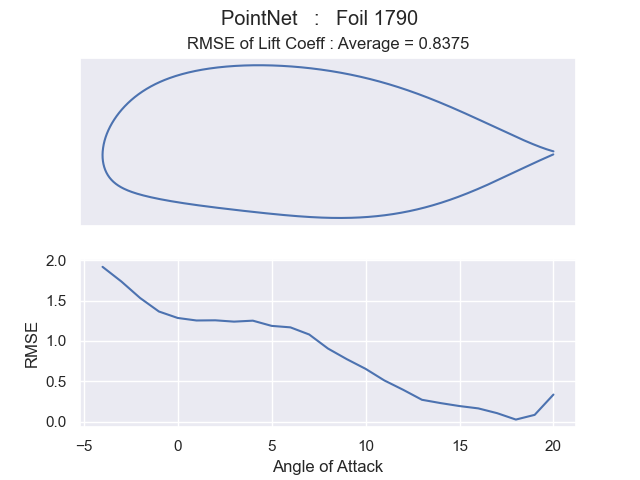 PointNet : Foil 1790
RMSE of Lift Coeff : Average = 0.8375
2.0
1.5
1.0
0.5
0.0
RMSE
−5 0 5 10 15 20
Angle of Attack